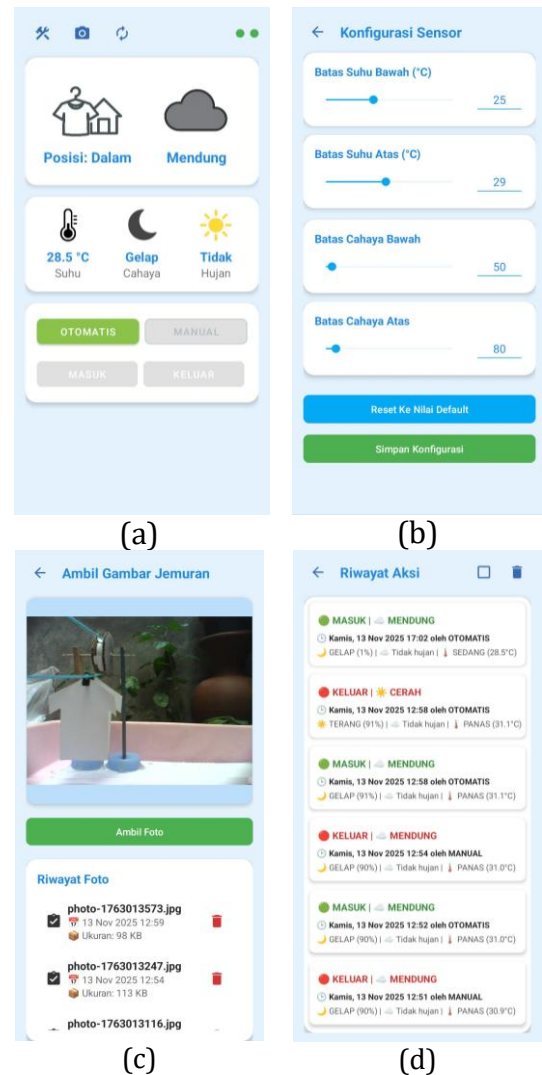 Posisi: Dalam
Mendung
28.5 °C
Suhu
Gelap
Cahaya
Tidak
Hujan
OTOMATIS
MANUAL
MASUK
KELUAR
(a)
Konfigurasi Sensor
Batas Suhu Bawah (°C)
25
Batas Suhu Atas (°C)
29
Batas Cahaya Bawah
50
Batas Cahaya Atas
80
Reset Ke Nilai Default
Simpan Konfigurasi
(b)
Ambil Gambar Jemuran
Ambil Foto
Riwayat Foto
photo-1763013573.jpg
13 Nov 2025 12:59
Ukuran: 98 KB
photo-1763013247.jpg
13 Nov 2025 12:54
Ukuran: 113 KB
photo-1763013116.jpg
(c)
Riwayat Aksi
MASUK | MENDUNG
Kamis, 13 Nov 2025 17:02 oleh OTOMATIS
GELAP (1%) | Tidak hujan | SEDANG (28.5°C)
KELUAR | CERAH
Kamis, 13 Nov 2025 12:58 oleh OTOMATIS
TERANG (91%) | Tidak hujan | PANAS (31.1°C)
MASUK | MENDUNG
Kamis, 13 Nov 2025 12:58 oleh OTOMATIS
GELAP (91%) | Tidak hujan | PANAS (31.1°C)
KELUAR | MENDUNG
Kamis, 13 Nov 2025 12:54 oleh MANUAL
GELAP (90%) | Tidak hujan | PANAS (31.0°C)
MASUK | MENDUNG
Kamis, 13 Nov 2025 12:52 oleh OTOMATIS
GELAP (90%) | Tidak hujan | PANAS (31.0°C)
KELUAR | MENDUNG
Kamis, 13 Nov 2025 12:51 oleh MANUAL
GELAP (90%) | Tidak hujan | PANAS (30.9°C)
(d)